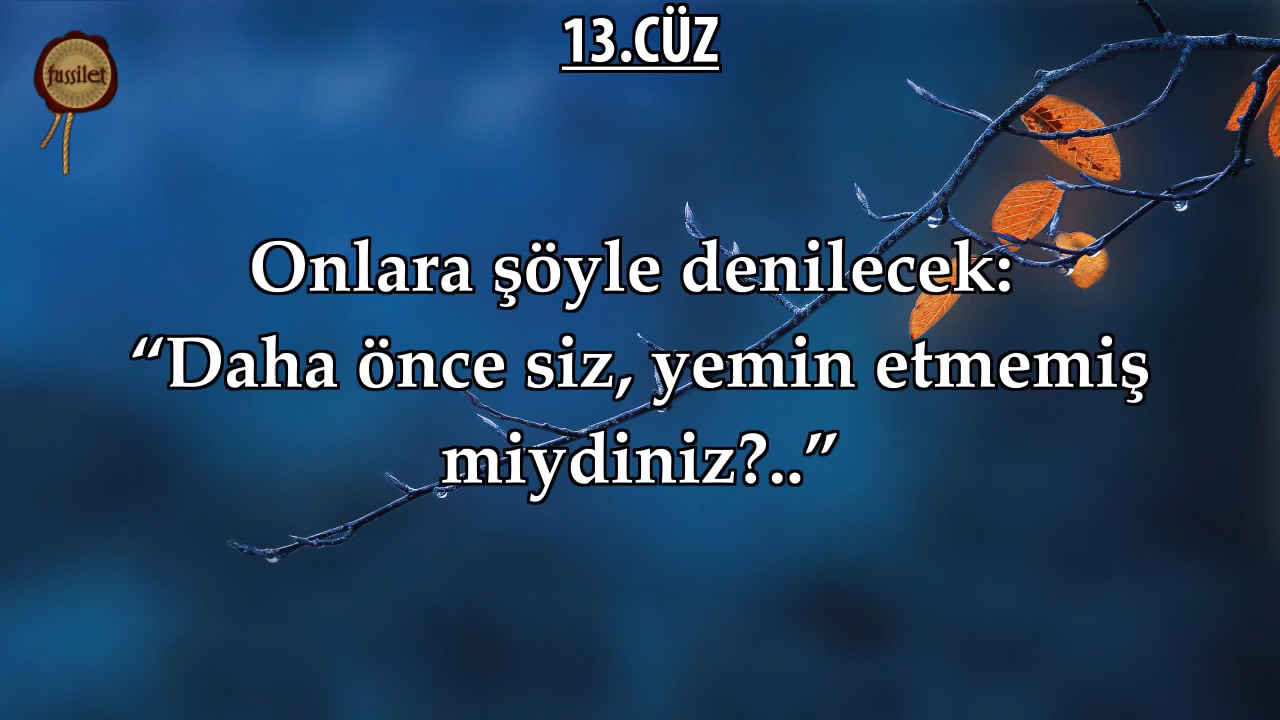 13.CÜZ
fussilet
Onlara şöyle denilecek:
“Daha önce siz, yemin etmemiş
miydiniz?..”